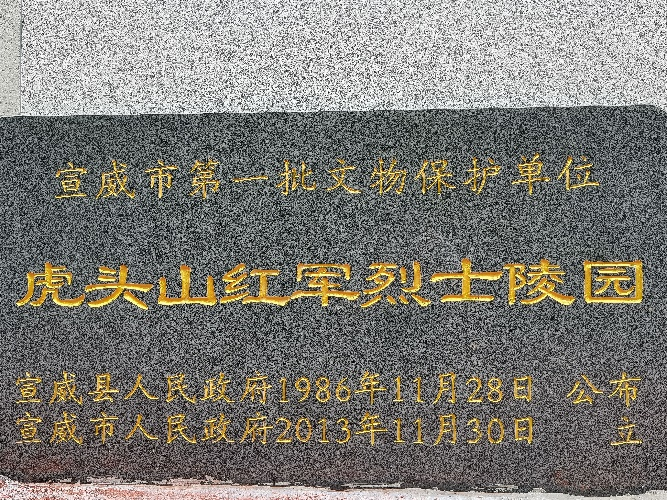 宣威市第一批文物保护单位
虎头山红军烈士陵园
宣威县人民政府1986年11月28日 公布
宣威市人民政府2013年11月30日 立